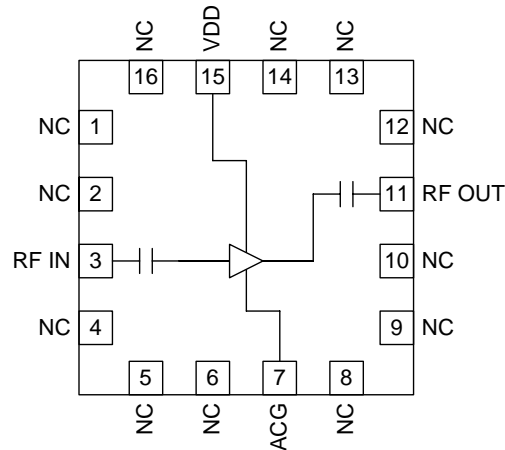 NC VDD NC NC
16 15 14 13
NC 1
12 NC
NC 2
11 RF OUT
RF IN 3
10 NC
NC 4
9 NC
5 6 7 8
NC NC ACG NC